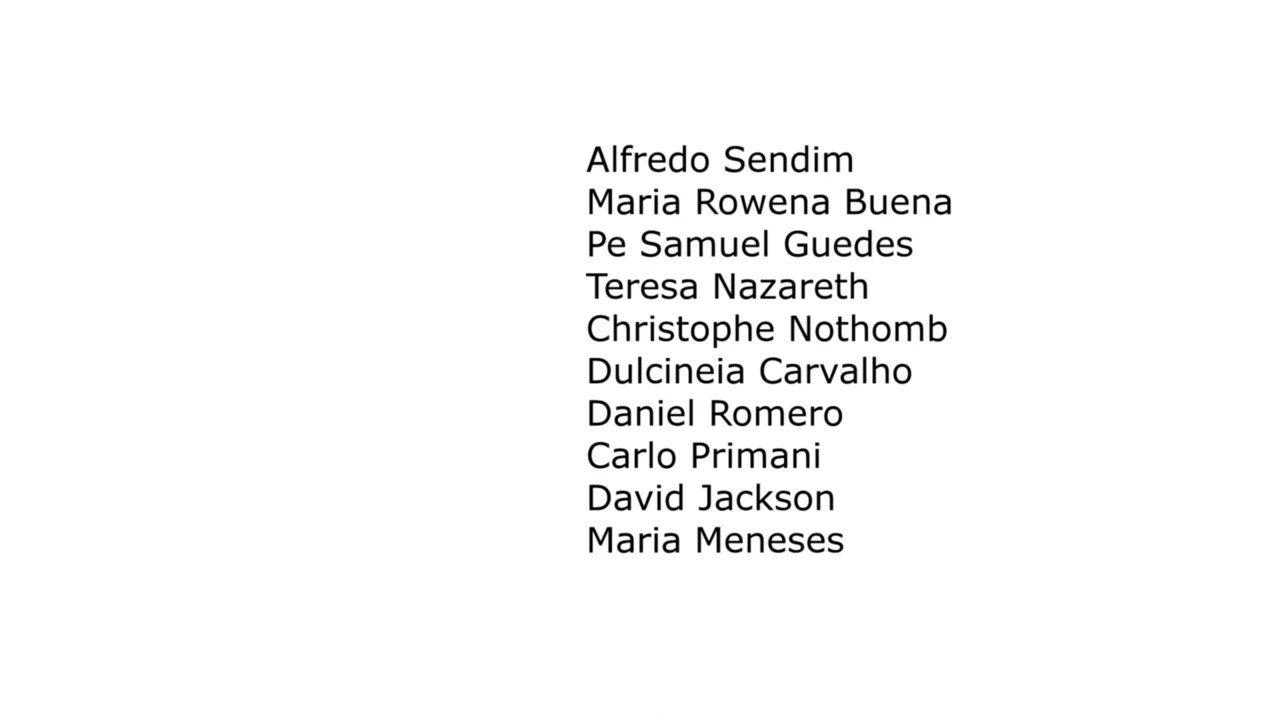 Alfredo Sendim
Maria Rowena Buena
Pe Samuel Guedes
Teresa Nazareth
Christophe Nothomb
Dulcineia Carvalho
Daniel Romero
Carlo Primani
David Jackson
Maria Meneses